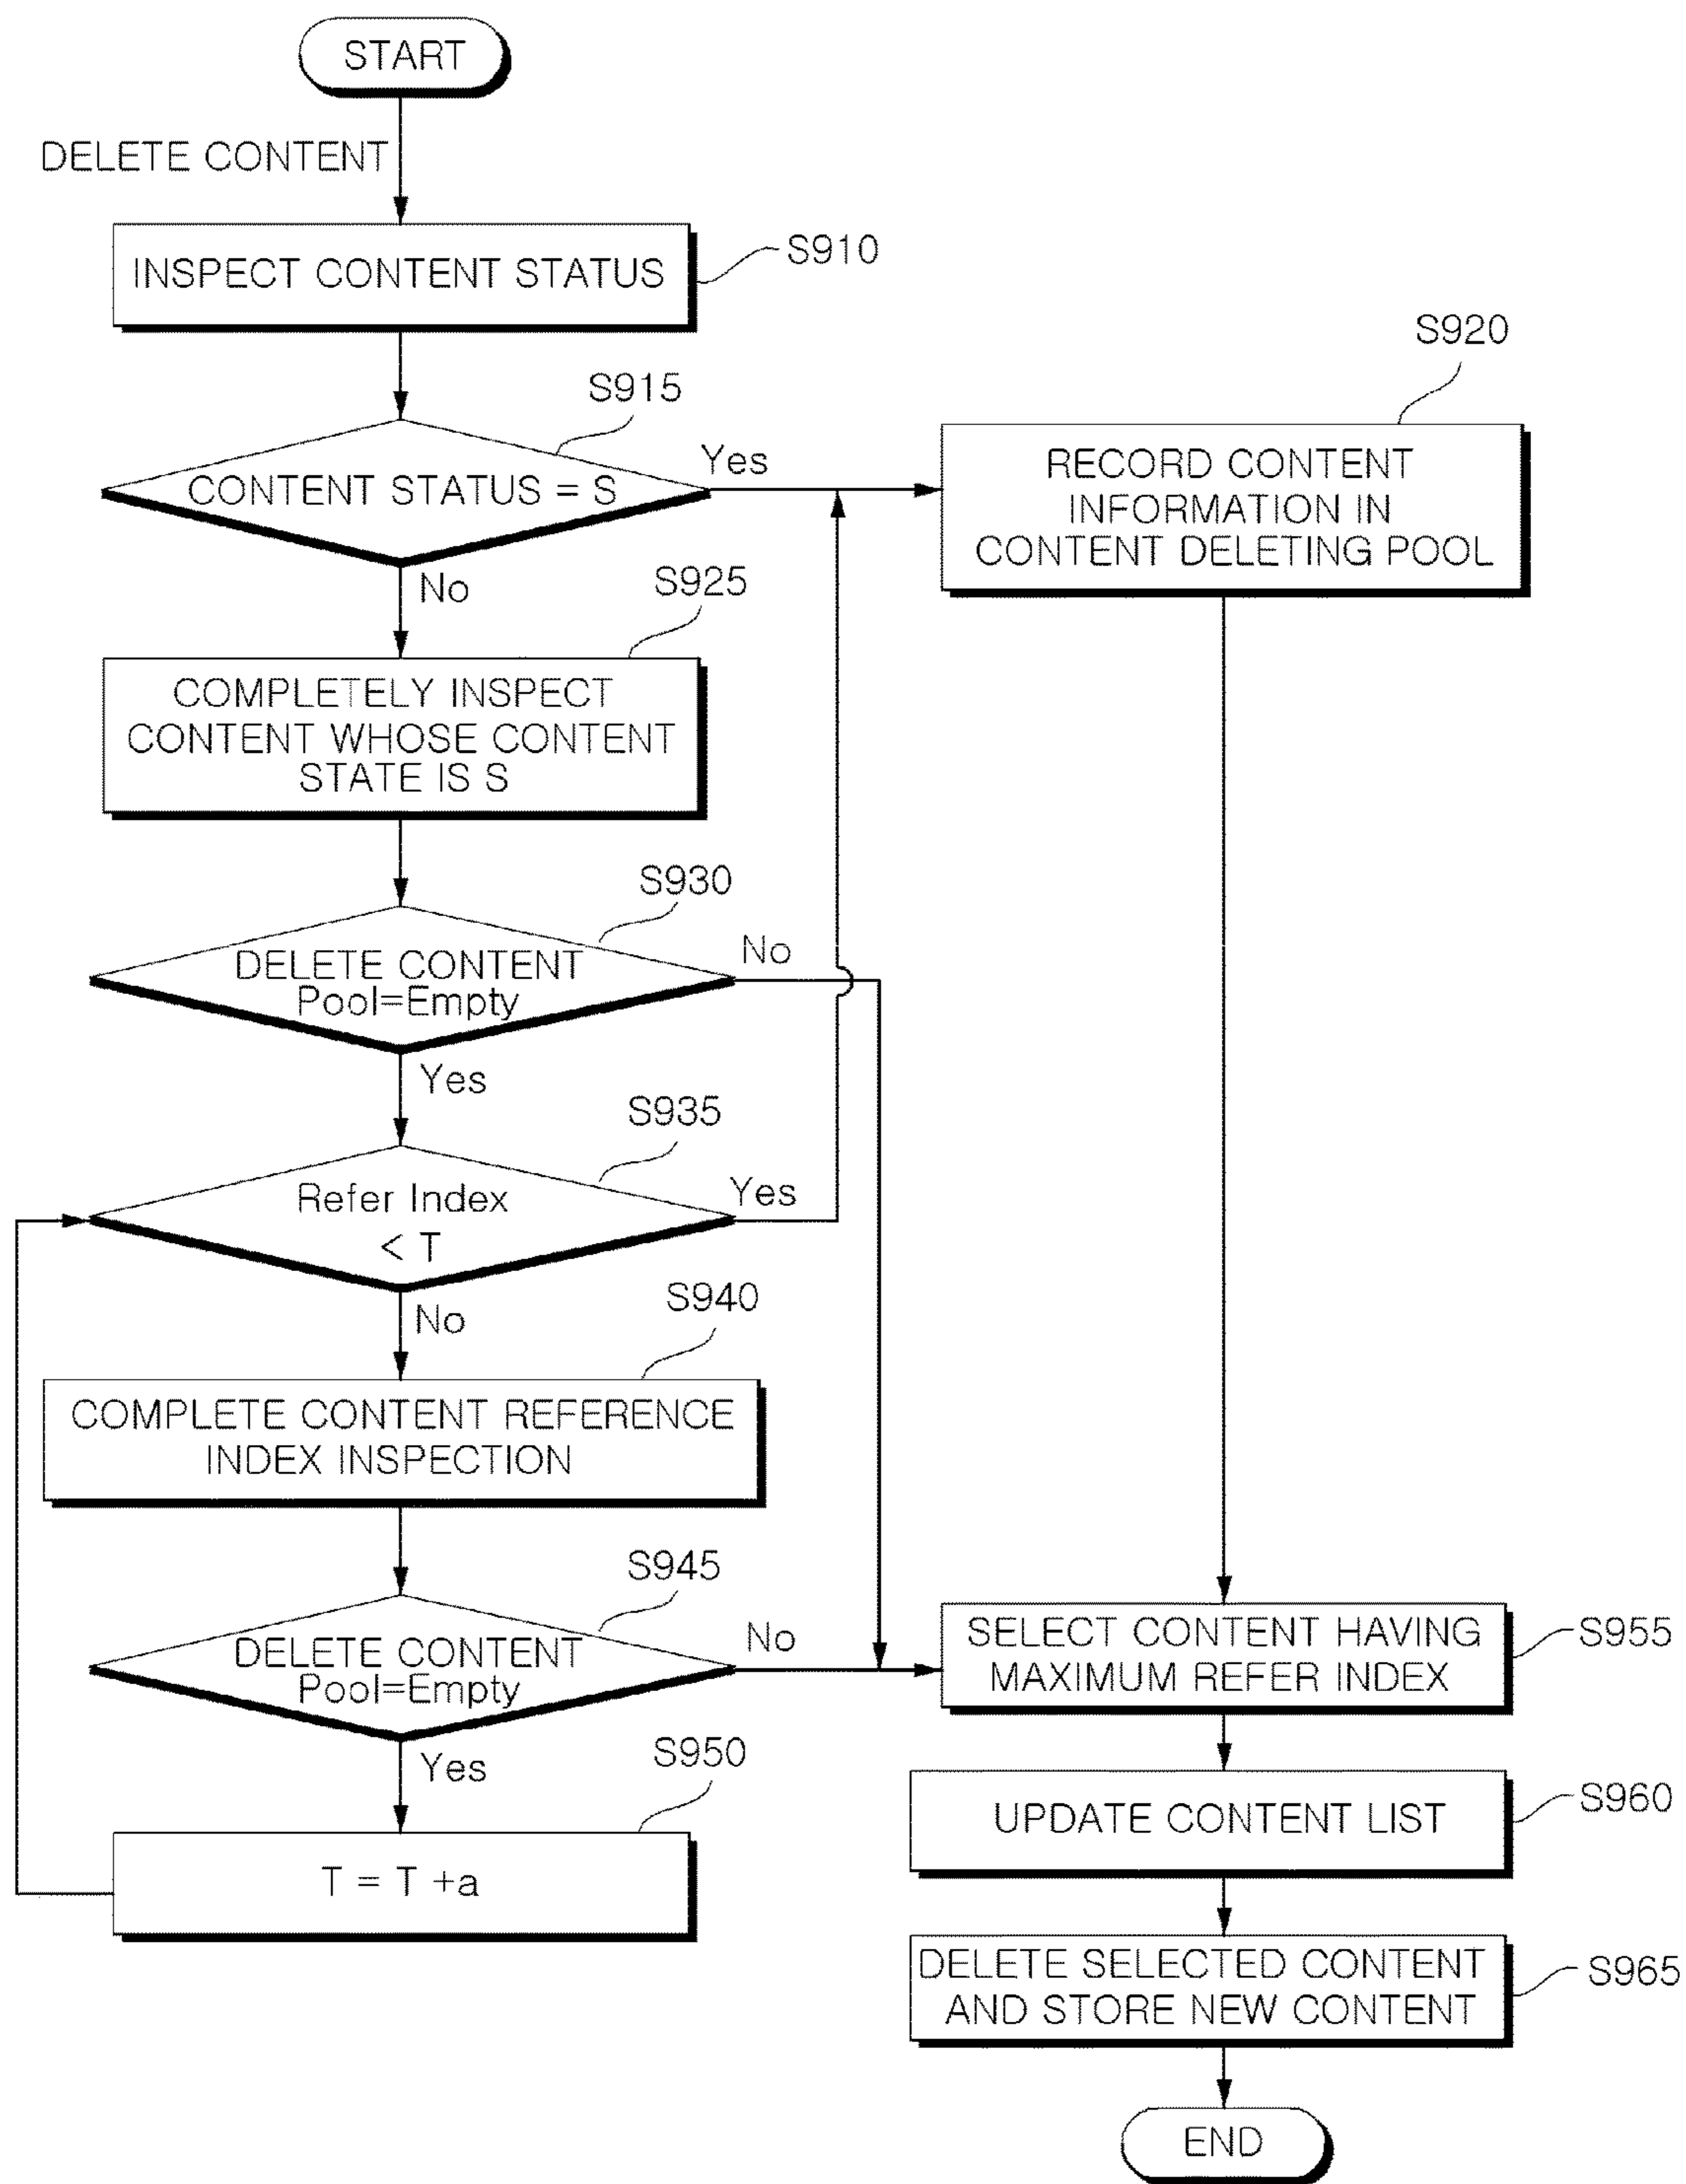 START
DELETE CONTENT
INSPECT CONTENT STATUS
S910
S915
CONTENT STATUS = S
Yes
No
S920
RECORD CONTENT
INFORMATION IN
CONTENT DELETING POOL
S925
COMPLETELY INSPECT
CONTENT WHOSE CONTENT
STATE IS S
S930
DELETE CONTENT
Pool=Empty
No
Yes
S935
Refer Index
< T
Yes
No
S940
COMPLETE CONTENT REFERENCE
INDEX INSPECTION
S945
DELETE CONTENT
Pool=Empty
No
Yes
S950
T = T +a
SELECT CONTENT HAVING
MAXIMUM REFER INDEX
S955
UPDATE CONTENT LIST
S960
DELETE SELECTED CONTENT
AND STORE NEW CONTENT
S965
END